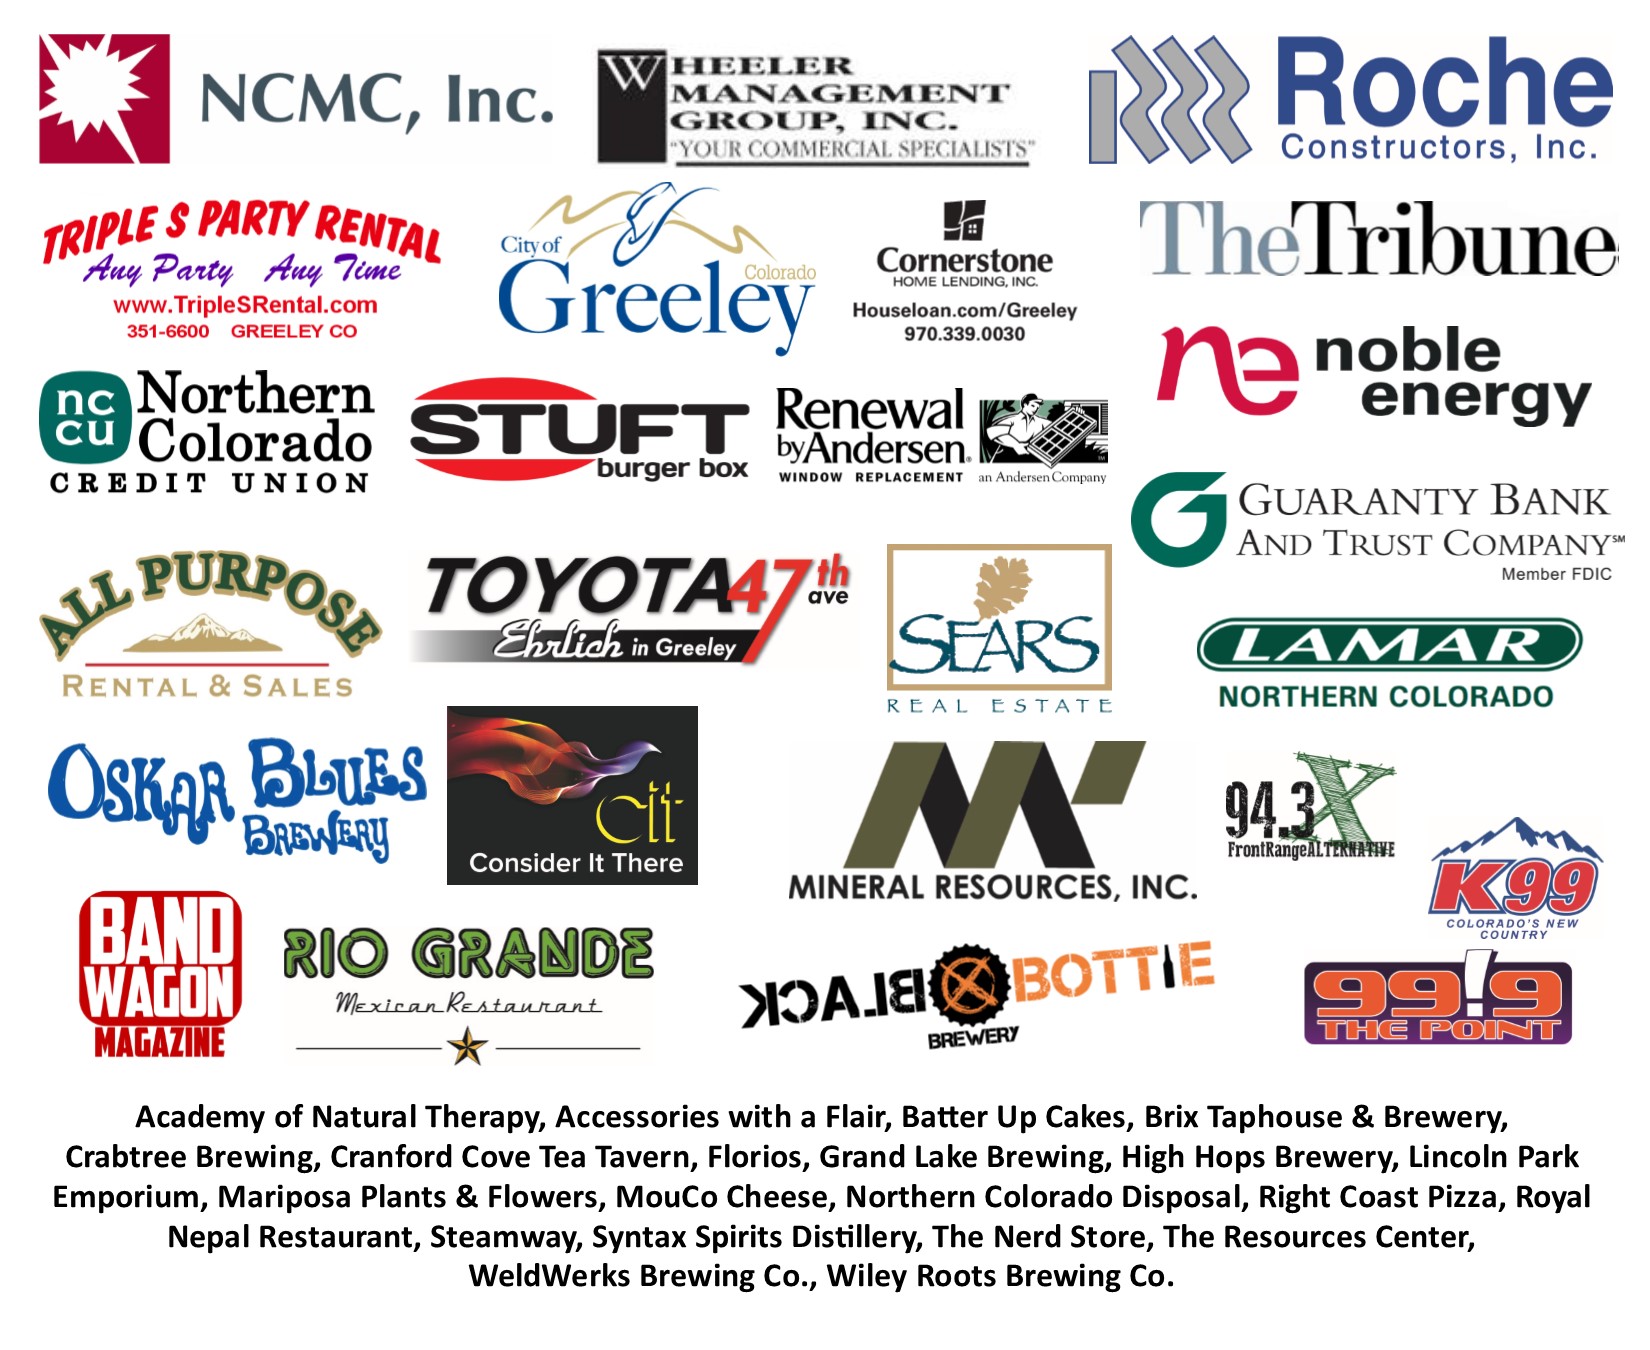 NCMC, Inc.
WHEELER
MANAGEMENT
GROUP, INC.
"YOUR COMMERCIAL SPECIALISTS"
Roche
Constructors, Inc.
TRIPLE S PARTY RENTAL
Any Party Any Time
www.TripleSRental.com
351-6600 GREELEY CO
City of
Greeley
Colorado
Cornerstone
HOME LENDING, INC.
Houseloan.com/Greeley
970.339.0030
TheTribune
ne noble
energy
nc
cu
Northern
Colorado
CREDIT UNION
STUFT
burger box
Renewal
byAndersen®
WINDOW REPLACEMENT
an Andersen Company
G GUARANTY BANK
AND TRUST COMPANY℠
Member FDIC
ALL PURPOSE
RENTAL & SALES
TOYOTA 47th
ave
Ehrlich in Greeley
SEARS
REAL ESTATE
LAMAR
NORTHERN COLORADO
OSKAR BLUES
BREWERY
cit
Consider It There
MINERAL RESOURCES, INC.
94.3 X
FrontRangeALTERNATIVE
K99
COLORADO'S NEW
COUNTRY
BAND
WAGON
MAGAZINE
RIO GRANDE
Mexican Restaurant
BLACK BOTTLE
BREWERY
99!9
THE POINT
Academy of Natural Therapy, Accessories with a Flair, Batter Up Cakes, Brix Taphouse & Brewery,
Crabtree Brewing, Cranford Cove Tea Tavern, Florios, Grand Lake Brewing, High Hops Brewery, Lincoln Park
Emporium, Mariposa Plants & Flowers, MouCo Cheese, Northern Colorado Disposal, Right Coast Pizza, Royal
Nepal Restaurant, Steamway, Syntax Spirits Distillery, The Nerd Store, The Resources Center,
WeldWerks Brewing Co., Wiley Roots Brewing Co.